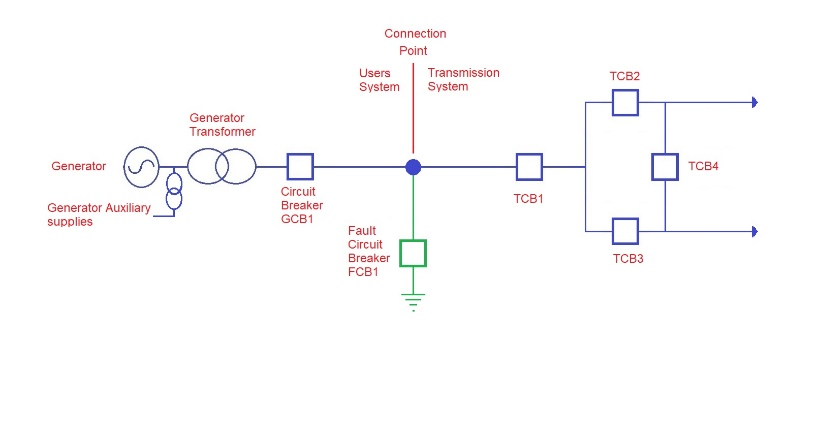 Connection
Point
Users
System
Transmission
System
TCB2
Generator
Transformer
Generator
TCB4
Circuit
Breaker
GCB1
TCB1
Generator Auxiliary
supplies
Fault
Circuit
Breaker
FCB1
TCB3